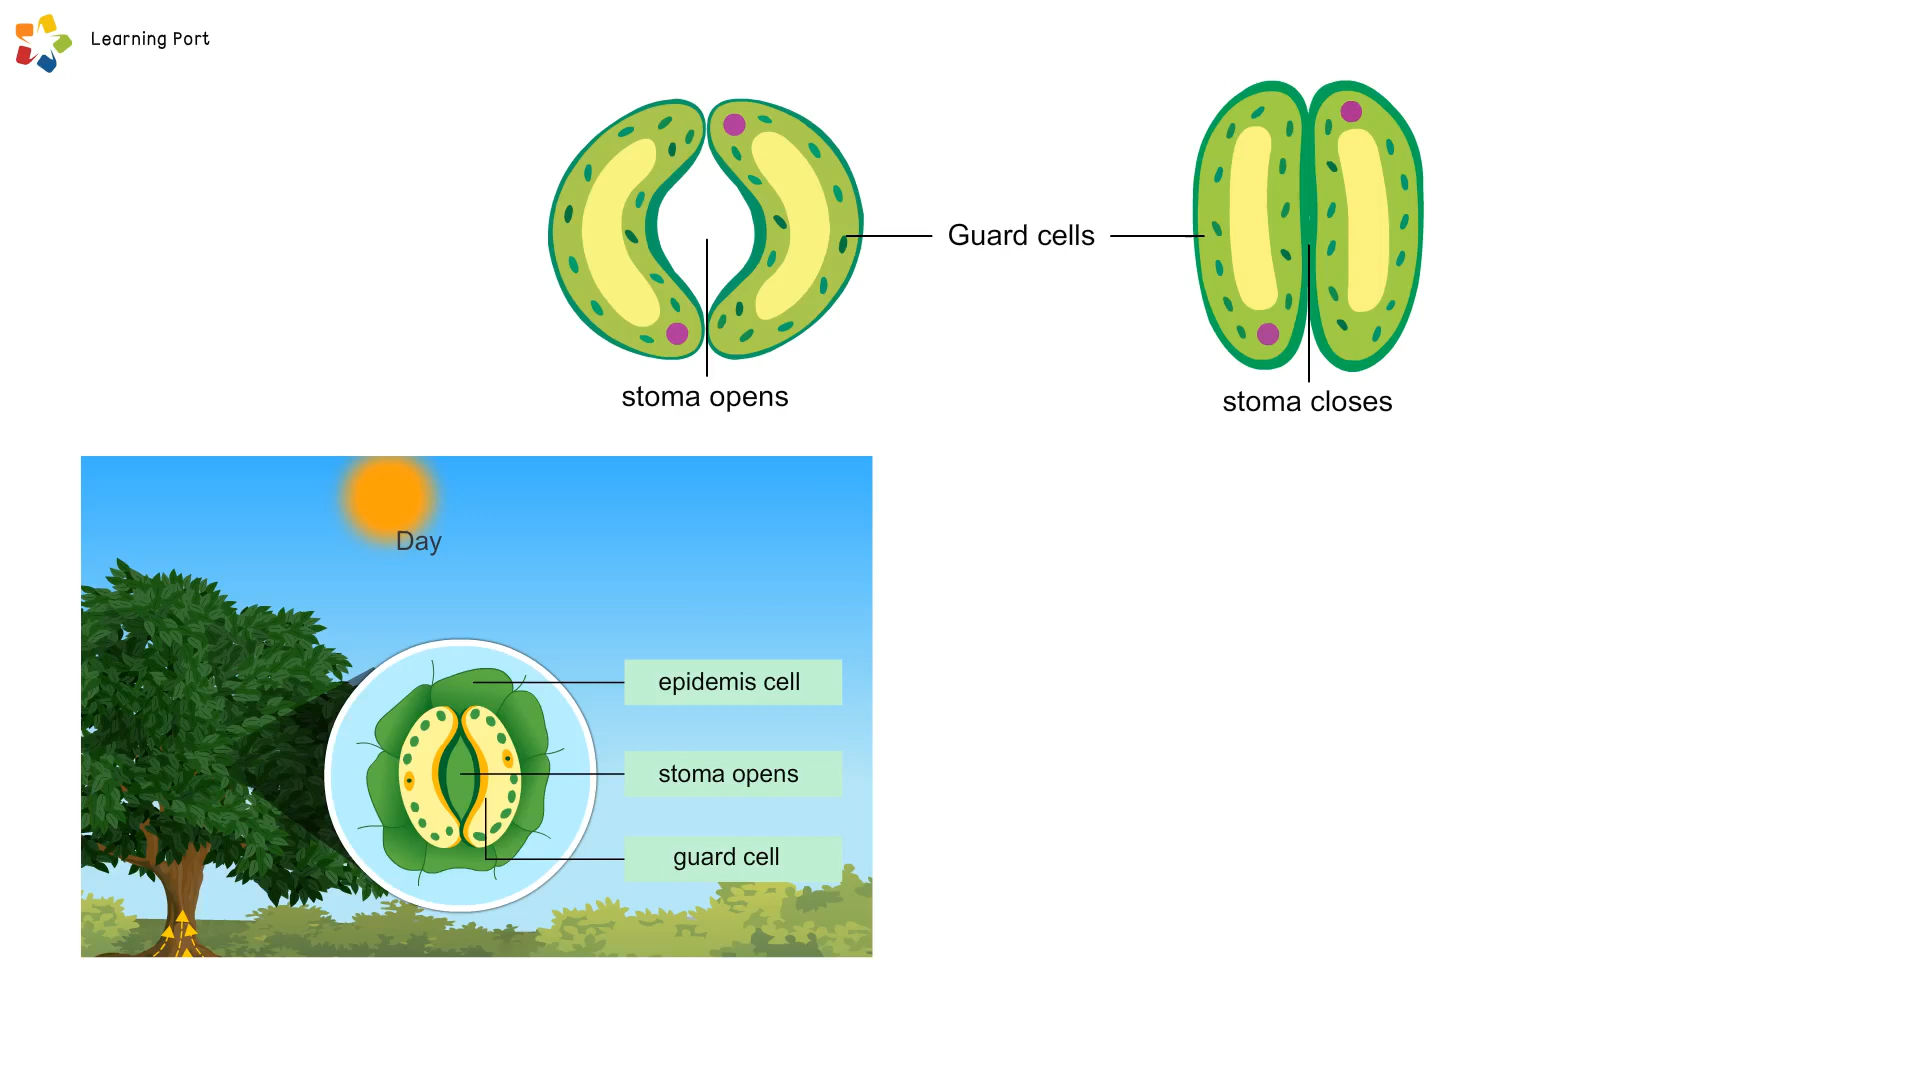 Learning Port
Guard cells
stoma opens
stoma closes
Day
epidemis cell
stoma opens
guard cell